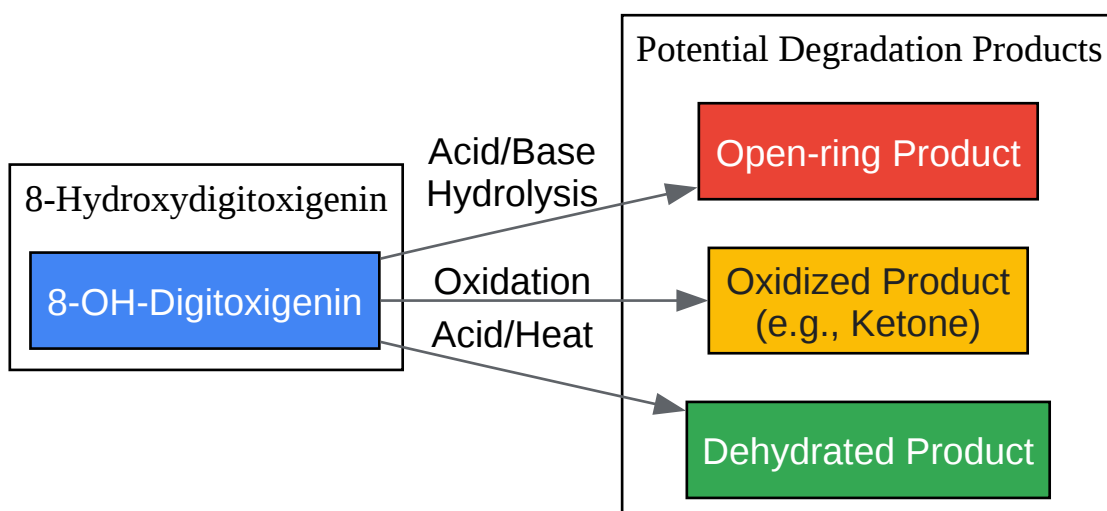 Potential Degradation Products
8-Hydroxydigitoxigenin
8-OH-Digitoxigenin
Acid/Base
Hydrolysis
Oxidation
Acid/Heat
Open-ring Product
Oxidized Product
(e.g., Ketone)
Dehydrated Product